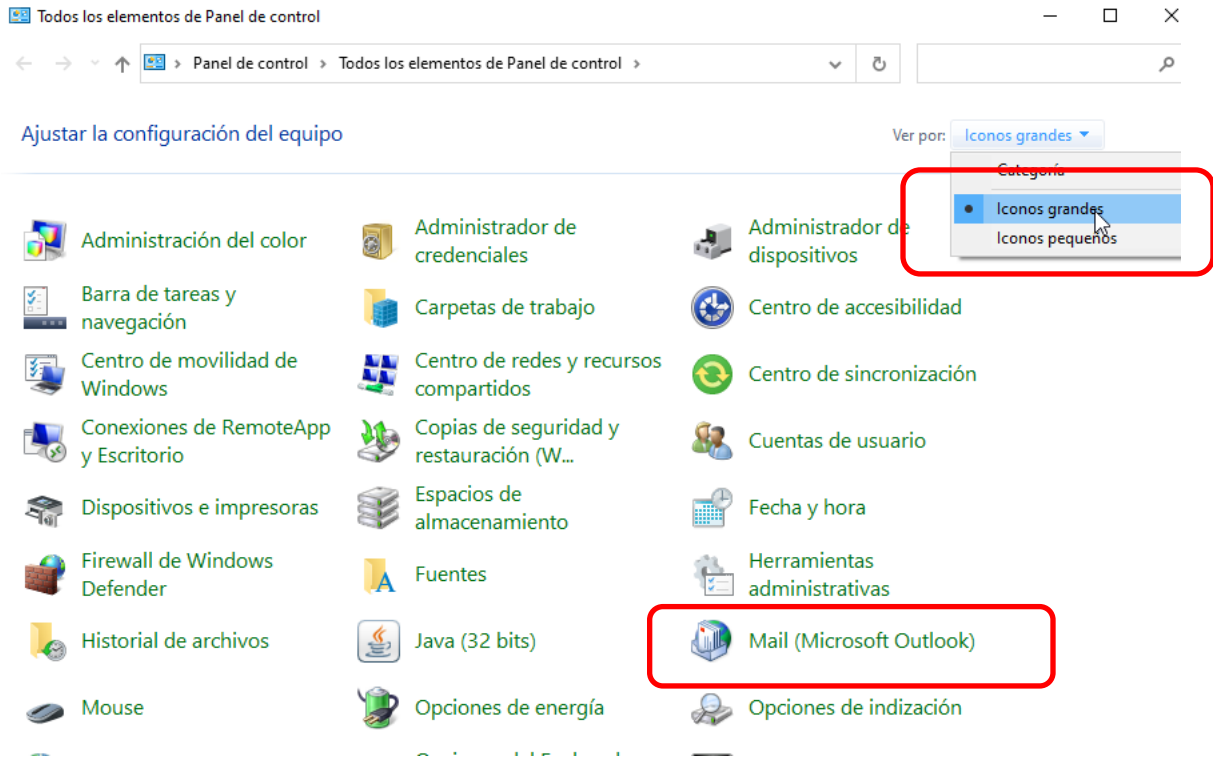 Todos los elementos de Panel de control
Panel de control > Todos los elementos de Panel de control >
Ajustar la configuración del equipo
Ver por: Iconos grandes
Categoría
Iconos grandes
Iconos pequeños
Administración del color
Administrador de
credenciales
Administrador de
dispositivos
Barra de tareas y
navegación
Carpetas de trabajo
Centro de accesibilidad
Centro de movilidad de
Windows
Centro de redes y recursos
compartidos
Centro de sincronización
Conexiones de RemoteApp
y Escritorio
Copias de seguridad y
restauración (W...
Cuentas de usuario
Dispositivos e impresoras
Espacios de
almacenamiento
Fecha y hora
Firewall de Windows
Defender
Fuentes
Herramientas
administrativas
Historial de archivos
Java (32 bits)
Mail (Microsoft Outlook)
Mouse
Opciones de energía
Opciones de indización